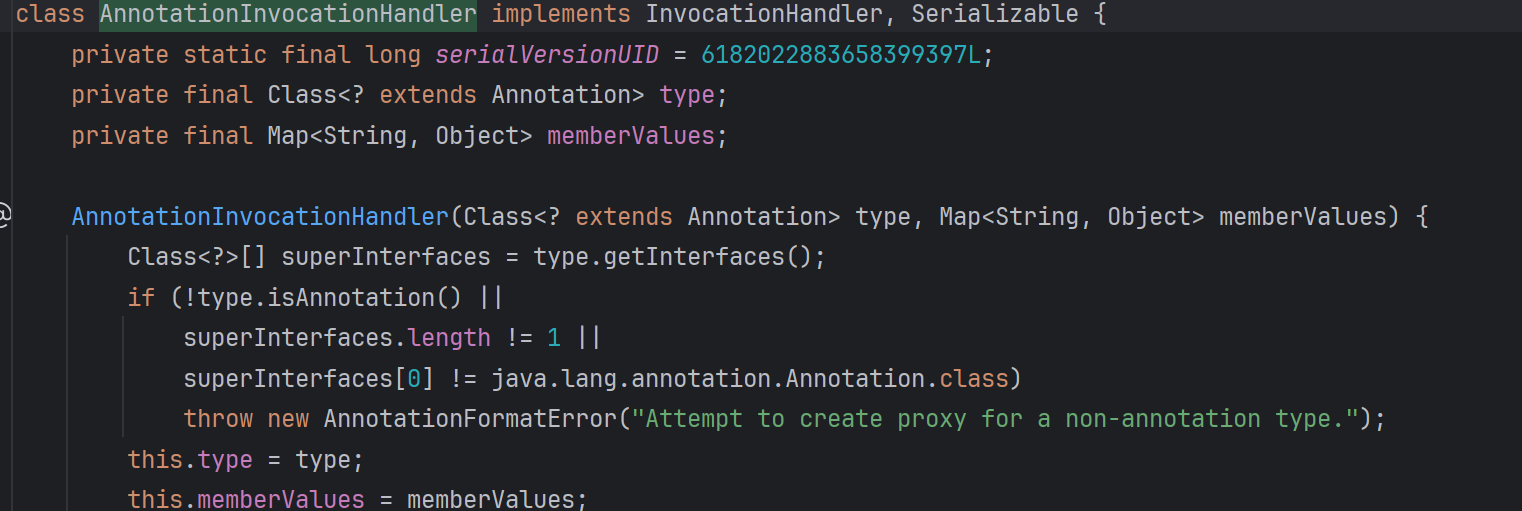 class AnnotationInvocationHandler implements InvocationHandler, Serializable {
    private static final long serialVersionUID = 6182022883658399397L;
    private final Class<? extends Annotation> type;
    private final Map<String, Object> memberValues;

@    AnnotationInvocationHandler(Class<? extends Annotation> type, Map<String, Object> memberValues) {
        Class<?>[] superInterfaces = type.getInterfaces();
        if (!type.isAnnotation() ||
            superInterfaces.length != 1 ||
            superInterfaces[0] != java.lang.annotation.Annotation.class)
            throw new AnnotationFormatError("Attempt to create proxy for a non-annotation type.");
        this.type = type;
        this.memberValues = memberValues;